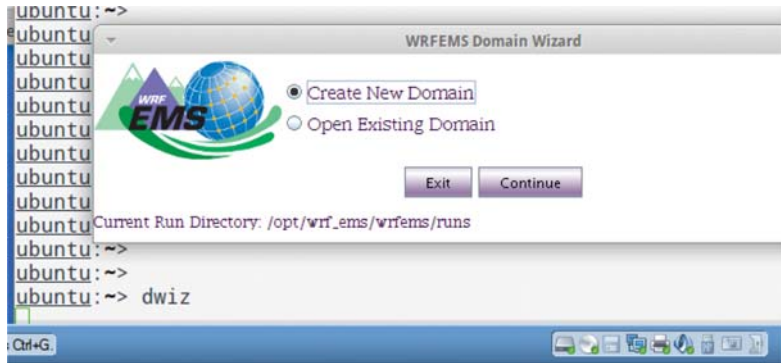 ubuntu:~>
ubuntu
WRFEMS Domain Wizard
ubuntu
ubuntu
Create New Domain
ubuntu
WRF
EMS
Open Existing Domain
ubuntu
ubuntu
ubuntu
Exit
Continue
ubuntu
ubuntu
Current Run Directory: /opt/wrf_ems/wrfems/runs
ubuntu:~>
ubuntu:~>
ubuntu:~> dwiz
Ctrl+G.